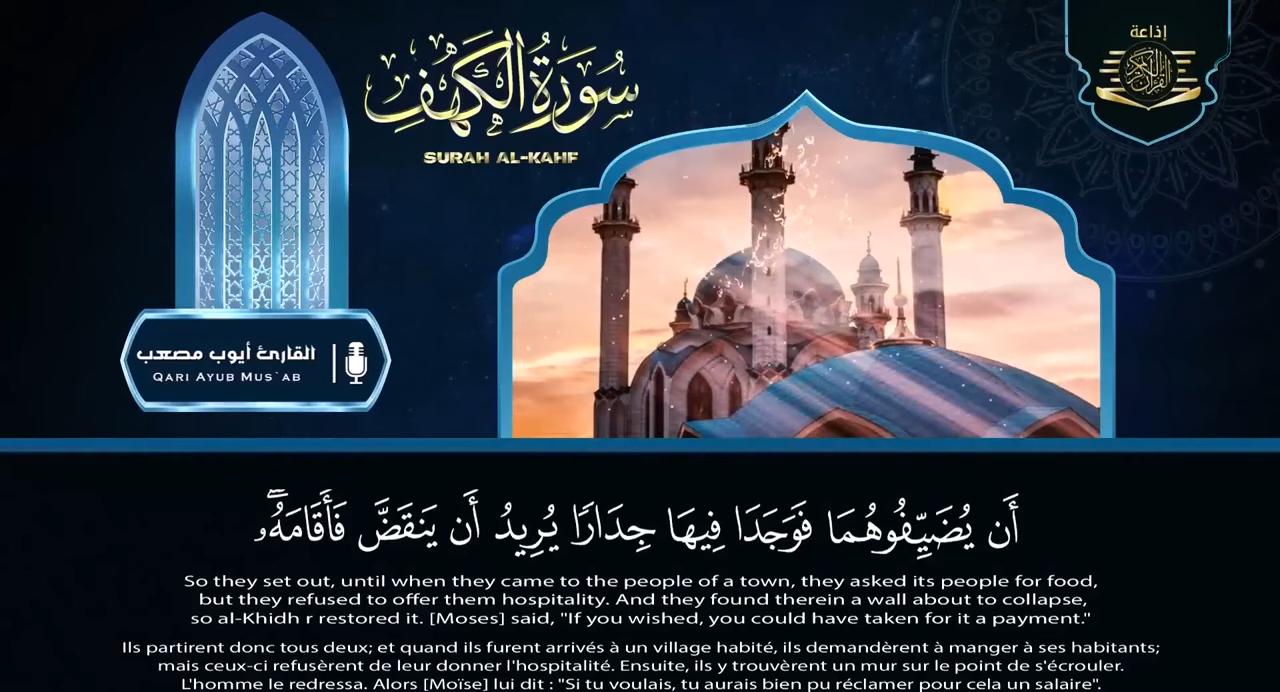 سُورَةُ الكَهْفِ
SURAH AL-KAHF
إذاعة
القرآن الكريم
القارئ أيوب مصعب
QARI AYUB MUS`AB
أَن يُضَيِّفُوهُمَا فَوَجَدَا فِيهَا جِدَارًا يُرِيدُ أَن يَنقَضَّ فَأَقَامَهُۥۖ
So they set out, until when they came to the people of a town, they asked its people for food,
but they refused to offer them hospitality. And they found therein a wall about to collapse,
so al-Khidh r restored it. [Moses] said, "If you wished, you could have taken for it a payment."
Ils partirent donc tous deux; et quand ils furent arrivés à un village habité, ils demandèrent à manger à ses habitants;
mais ceux-ci refusèrent de leur donner l'hospitalité. Ensuite, ils y trouvèrent un mur sur le point de s'écrouler.
L'homme le redressa. Alors [Moïse] lui dit : "Si tu voulais, tu aurais bien pu réclamer pour cela un salaire".